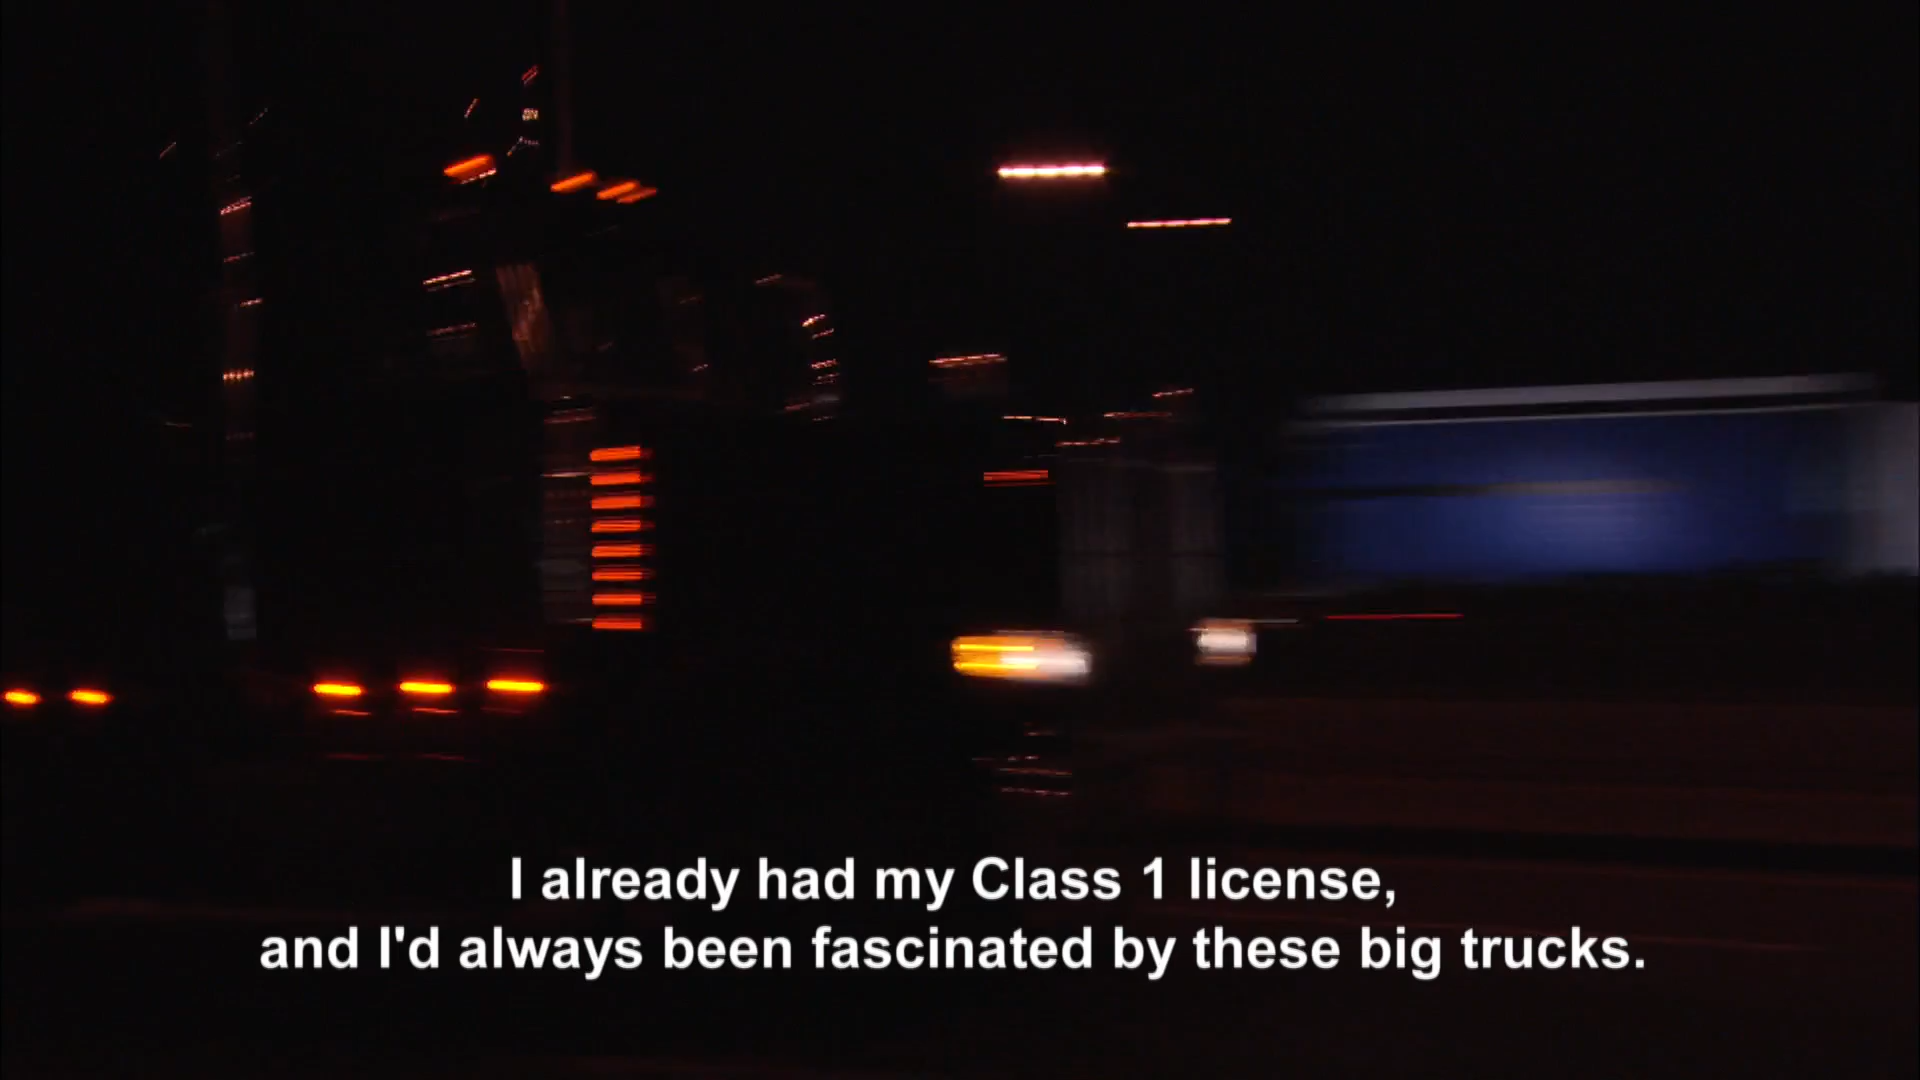 I already had my Class 1 license,
and I'd always been fascinated by these big trucks.